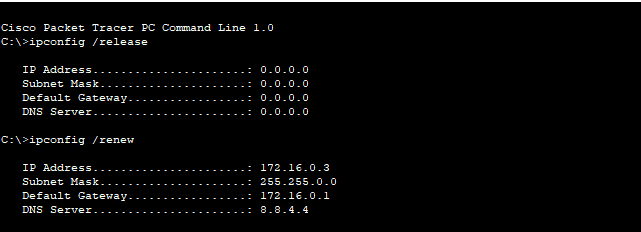 Cisco Packet Tracer PC Command Line 1.0
C:\>ipconfig /release
IP Address......................: 0.0.0.0
Subnet Mask.....................: 0.0.0.0
Default Gateway.................: 0.0.0.0
DNS Server......................: 0.0.0.0
C:\>ipconfig /renew
IP Address......................: 172.16.0.3
Subnet Mask.....................: 255.255.0.0
Default Gateway.................: 172.16.0.1
DNS Server......................: 8.8.4.4